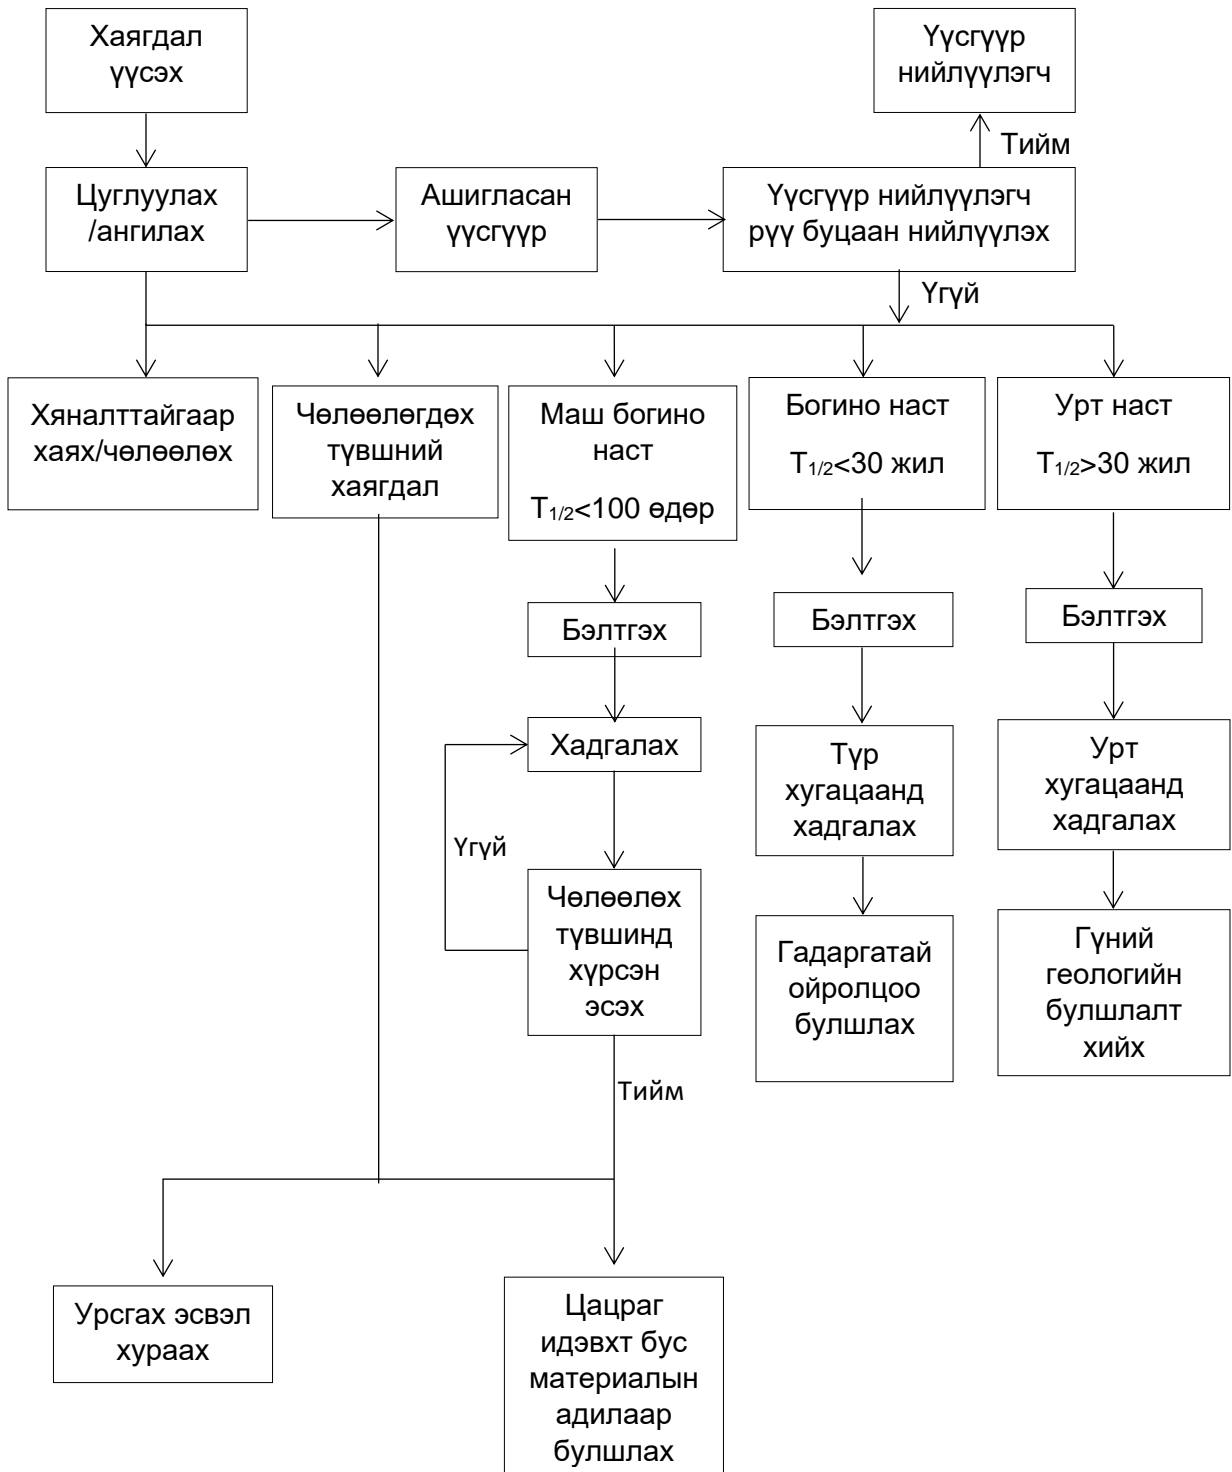 Хаягдал
үүсэх
Үүсгүүр
нийлүүлэгч
Тийм
Цуглуулах
/ангилах
Ашигласан
үүсгүүр
Үүсгүүр нийлүүлэгч
рүү буцаан нийлүүлэх
Үгүй
Хяналттайгаар
хаях/чөлөөлөх
Чөлөөлөгдөх
түвшний
хаягдал
Маш богино
наст
T1/2<100 өдөр
Богино наст
T1/2<30 жил
Урт наст
T1/2>30 жил
Бэлтгэх
Бэлтгэх
Бэлтгэх
Хадгалах
Түр
хугацаанд
хадгалах
Урт
хугацаанд
хадгалах
Үгүй
Чөлөөлөх
түвшинд
хүрсэн
эсэх
Гадаргатай
ойролцоо
булшлах
Гүний
геологийн
булшлалт
хийх
Тийм
Урсгах эсвэл
хураах
Цацраг
идэвхт бус
материалын
адилаар
булшлах